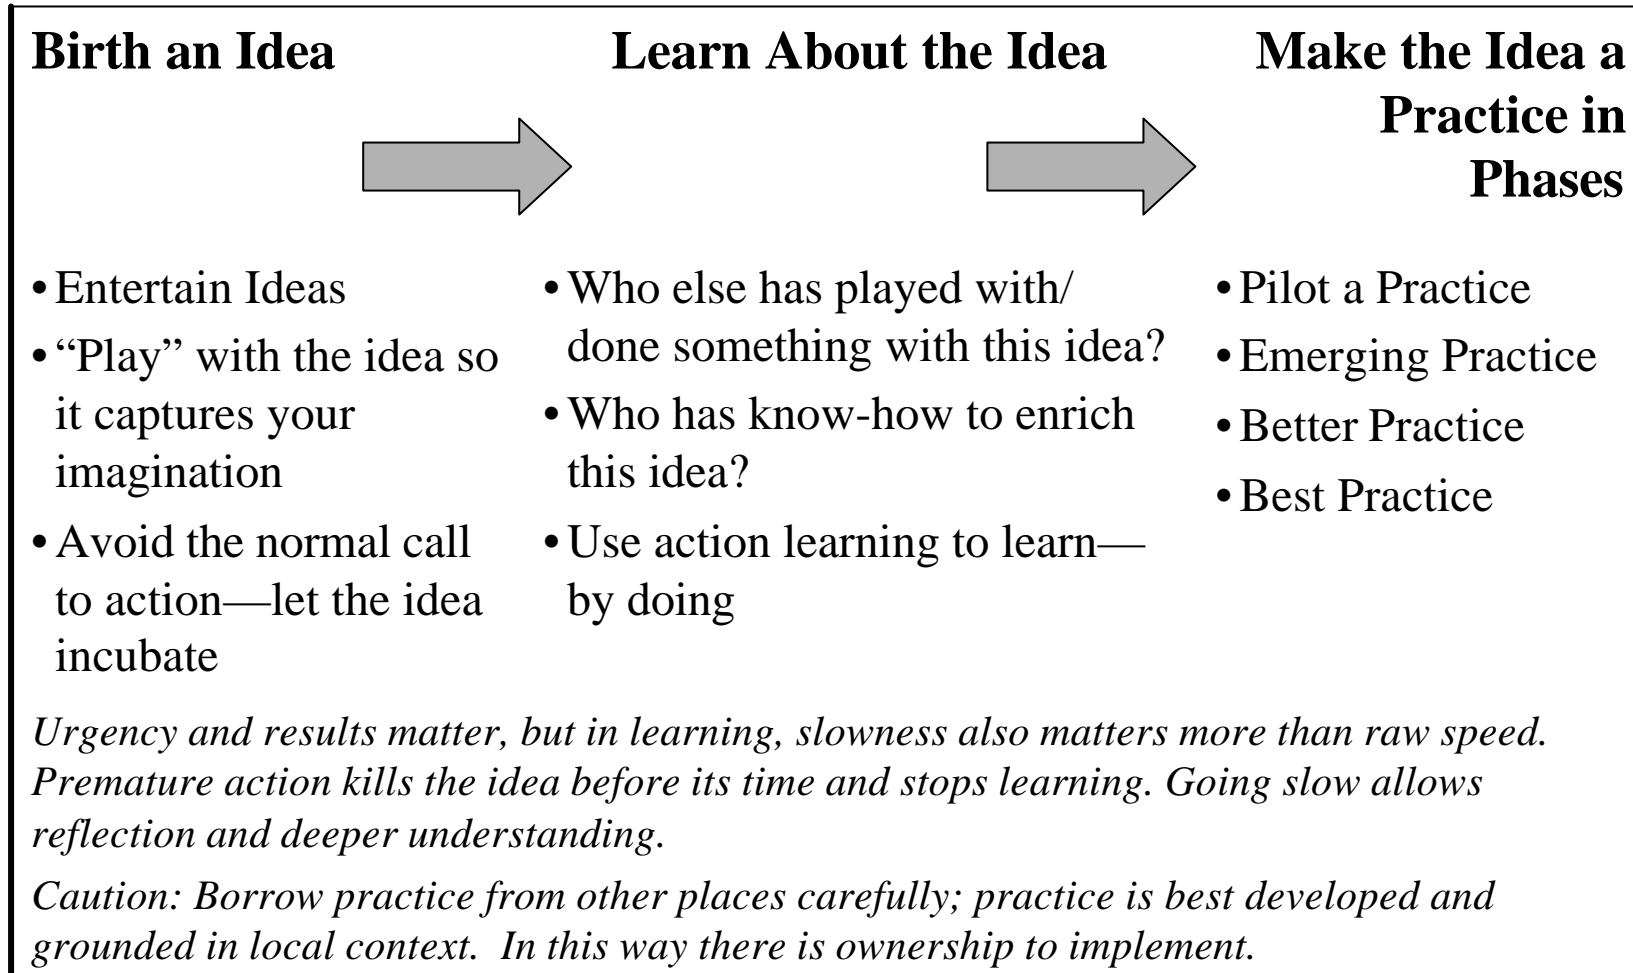 Birth an Idea
Learn About the Idea
Make the Idea a
Practice in
Phases
• Entertain Ideas
• “Play” with the idea so
it captures your
imagination
• Avoid the normal call
to action—let the idea
incubate
• Who else has played with/
done something with this idea?
• Who has know-how to enrich
this idea?
• Use action learning to learn—
by doing
• Pilot a Practice
• Emerging Practice
• Better Practice
• Best Practice
Urgency and results matter, but in learning, slowness also matters more than raw speed.
Premature action kills the idea before its time and stops learning. Going slow allows
reflection and deeper understanding.
Caution: Borrow practice from other places carefully; practice is best developed and
grounded in local context.  In this way there is ownership to implement.